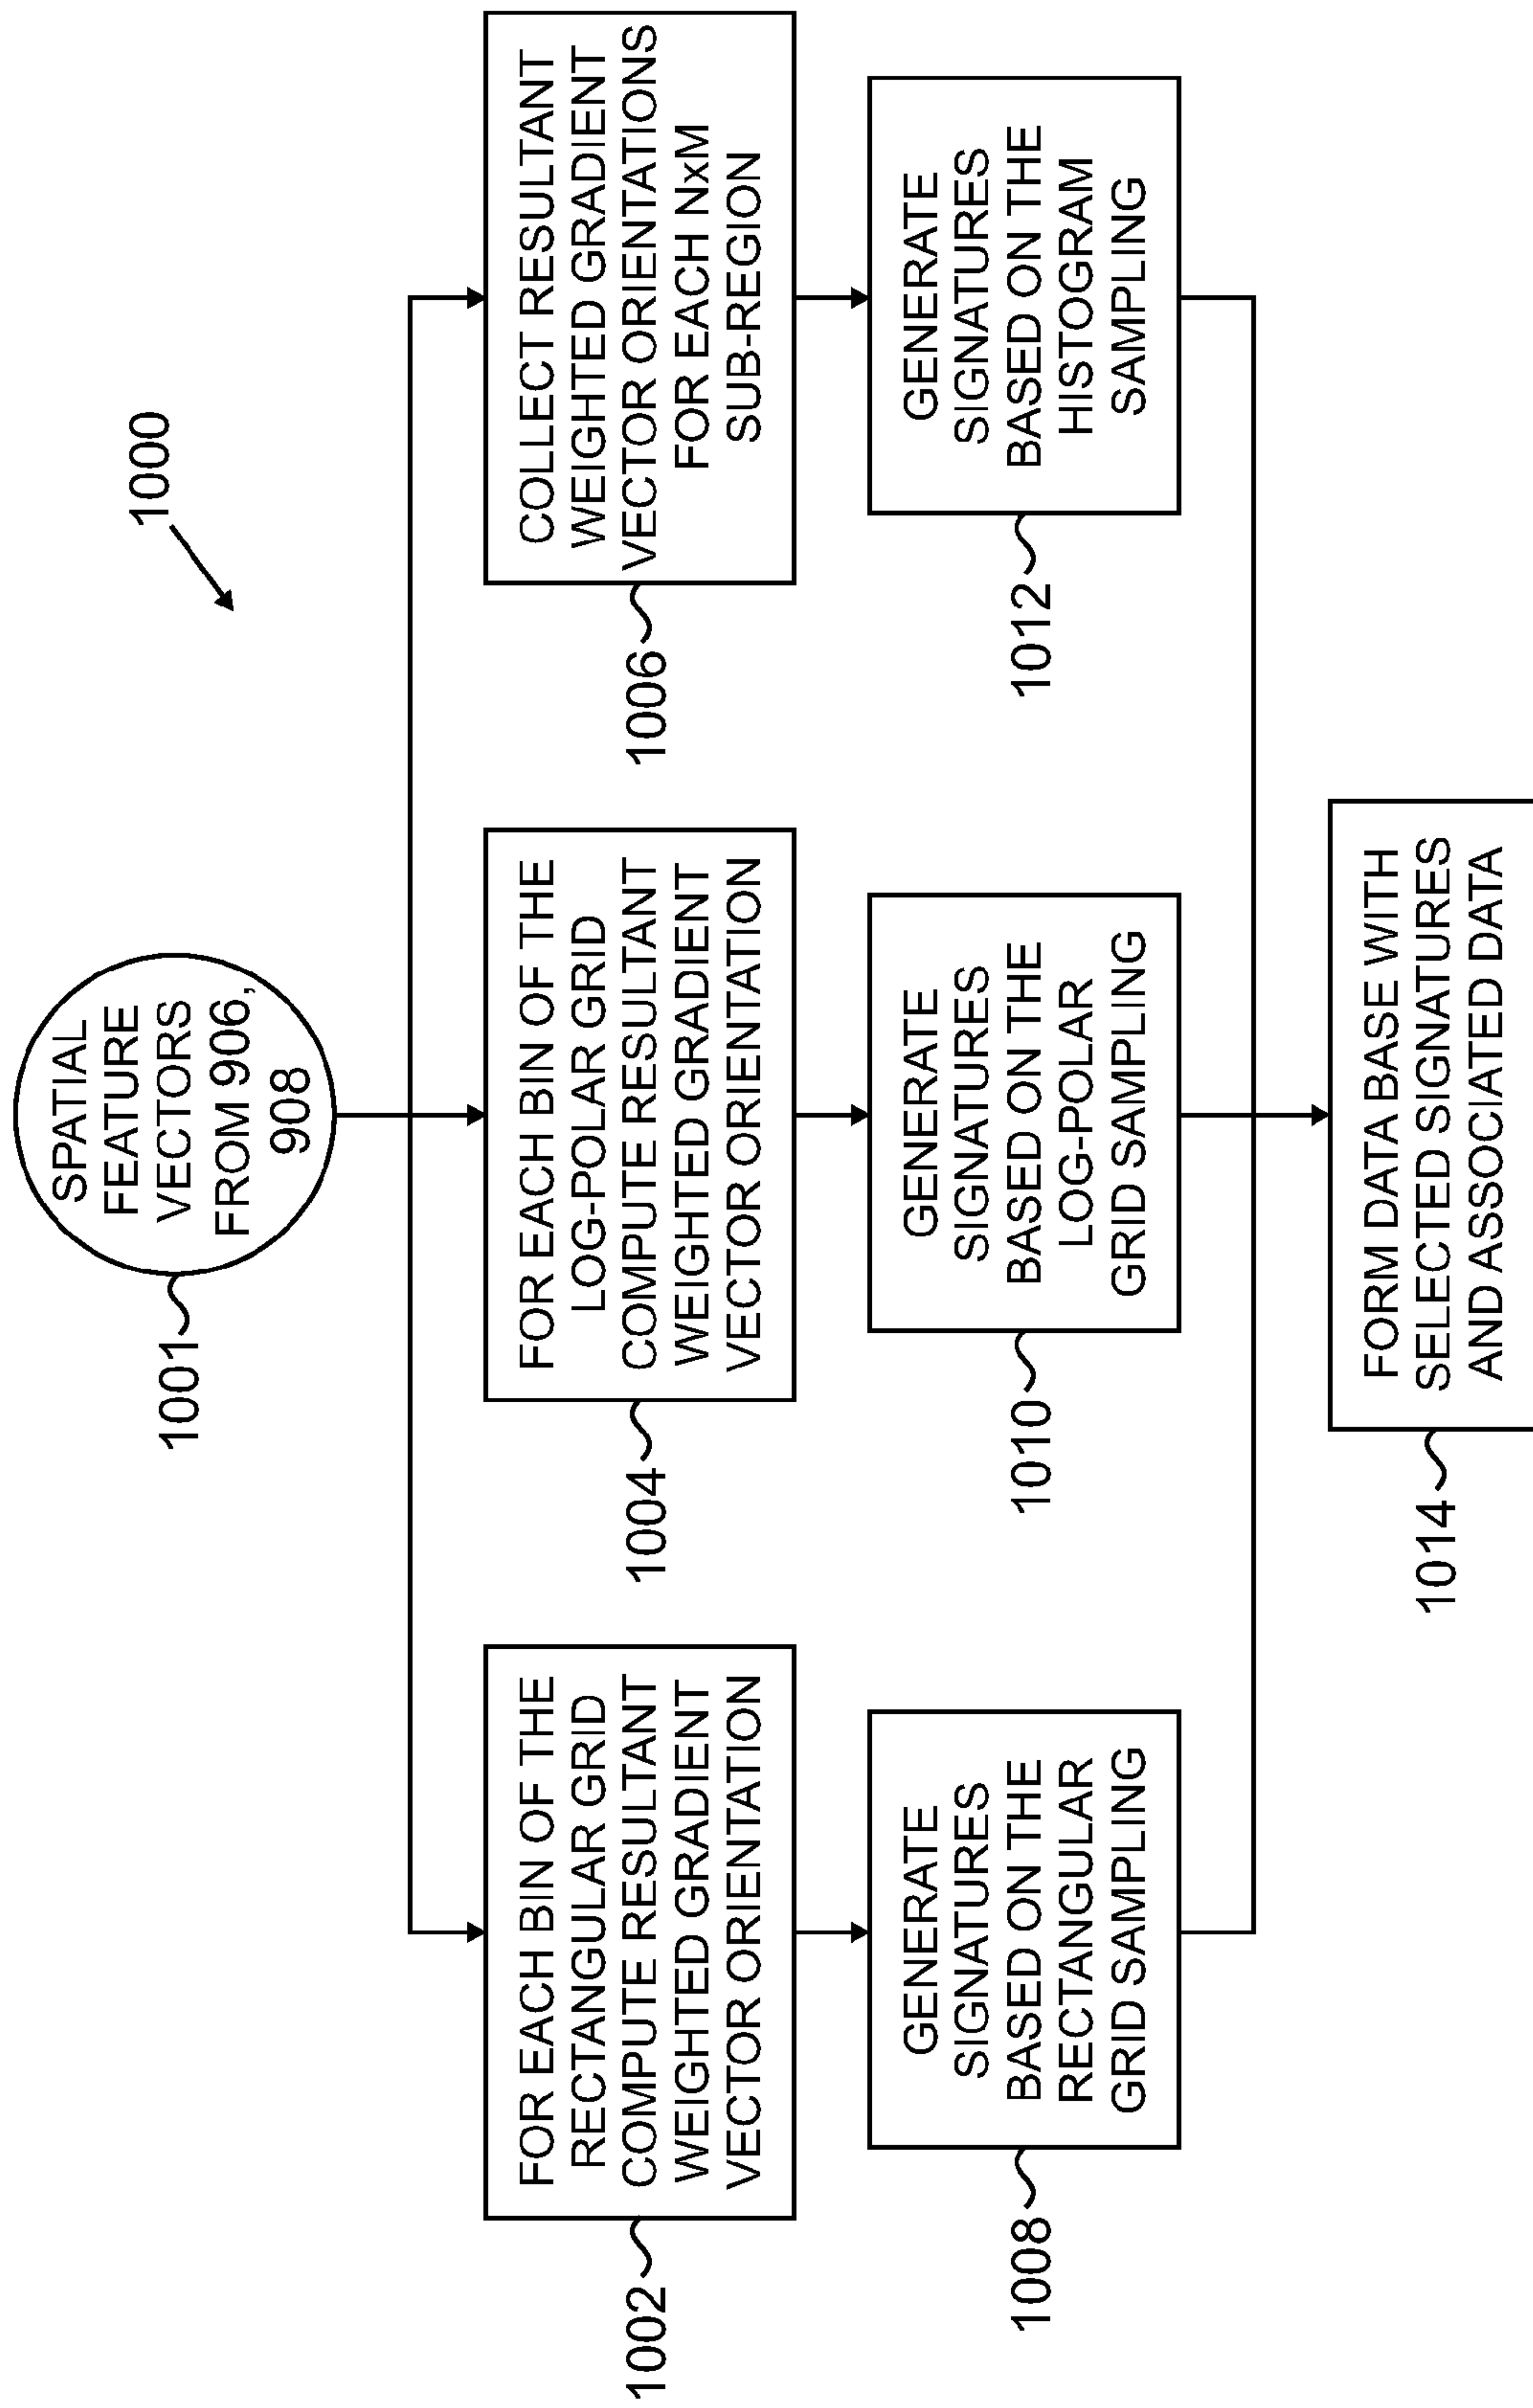 1000
SPATIAL
FEATURE
VECTORS
FROM 906,
908
1001
FOR EACH BIN OF THE
RECTANGULAR GRID
COMPUTE RESULTANT
WEIGHTED GRADIENT
VECTOR ORIENTATION
1002
FOR EACH BIN OF THE
LOG-POLAR GRID
COMPUTE RESULTANT
WEIGHTED GRADIENT
VECTOR ORIENTATION
1004
COLLECT RESULTANT
WEIGHTED GRADIENT
VECTOR ORIENTATIONS
FOR EACH NxM
SUB-REGION
1006
GENERATE
SIGNATURES
BASED ON THE
RECTANGULAR
GRID SAMPLING
1008
GENERATE
SIGNATURES
BASED ON THE
LOG-POLAR
GRID SAMPLING
1010
GENERATE
SIGNATURES
BASED ON THE
HISTOGRAM
SAMPLING
1012
FORM DATA BASE WITH
SELECTED SIGNATURES
AND ASSOCIATED DATA
1014